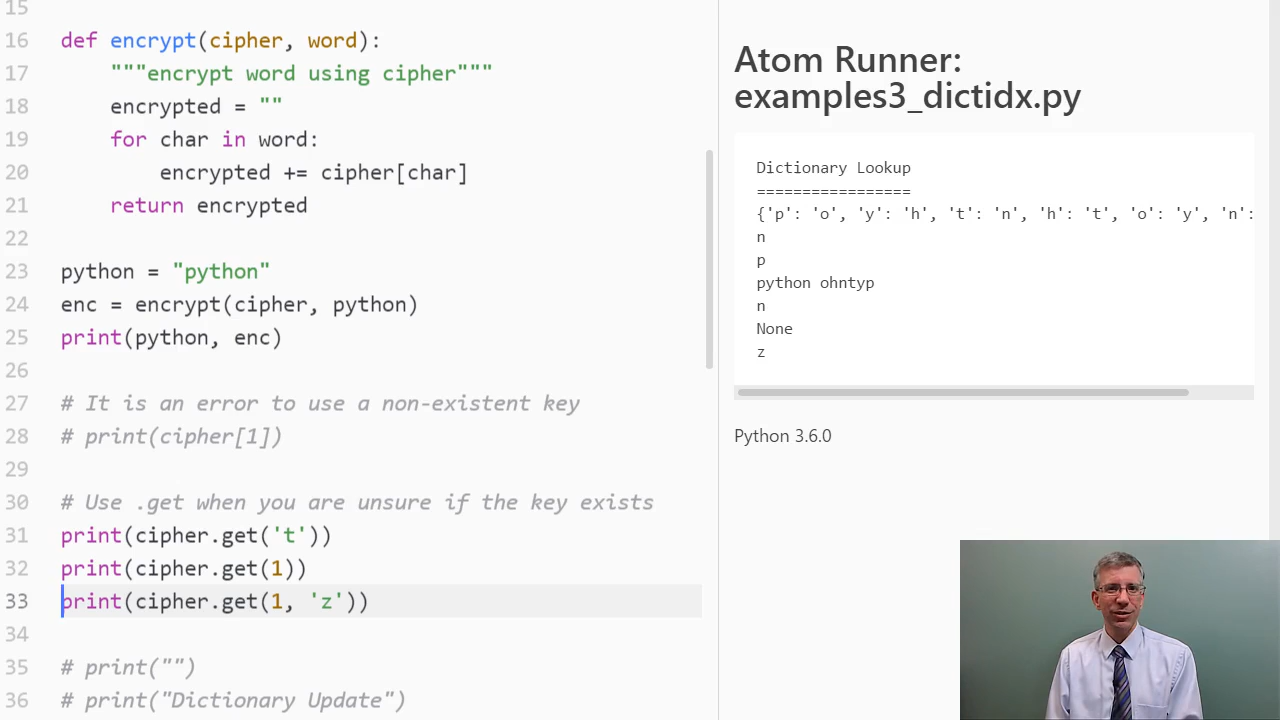 15
16 def encrypt(cipher, word):
17 """encrypt word using cipher"""
18 encrypted = ""
19 for char in word:
20 encrypted += cipher[char]
21 return encrypted
22
23 python = "python"
24 enc = encrypt(cipher, python)
25 print(python, enc)
26
27 # It is an error to use a non-existent key
28 # print(cipher[1])
29
30 # Use .get when you are unsure if the key exists
31 print(cipher.get('t'))
32 print(cipher.get(1))
33 print(cipher.get(1, 'z'))
34
35 # print("")
36 # print("Dictionary Update")
Atom Runner:
examples3_dictidx.py
Dictionary Lookup
=================
{'p': 'o', 'y': 'h', 't': 'n', 'h': 't', 'o': 'y', 'n':
n
p
python ohntyp
n
None
z
Python 3.6.0